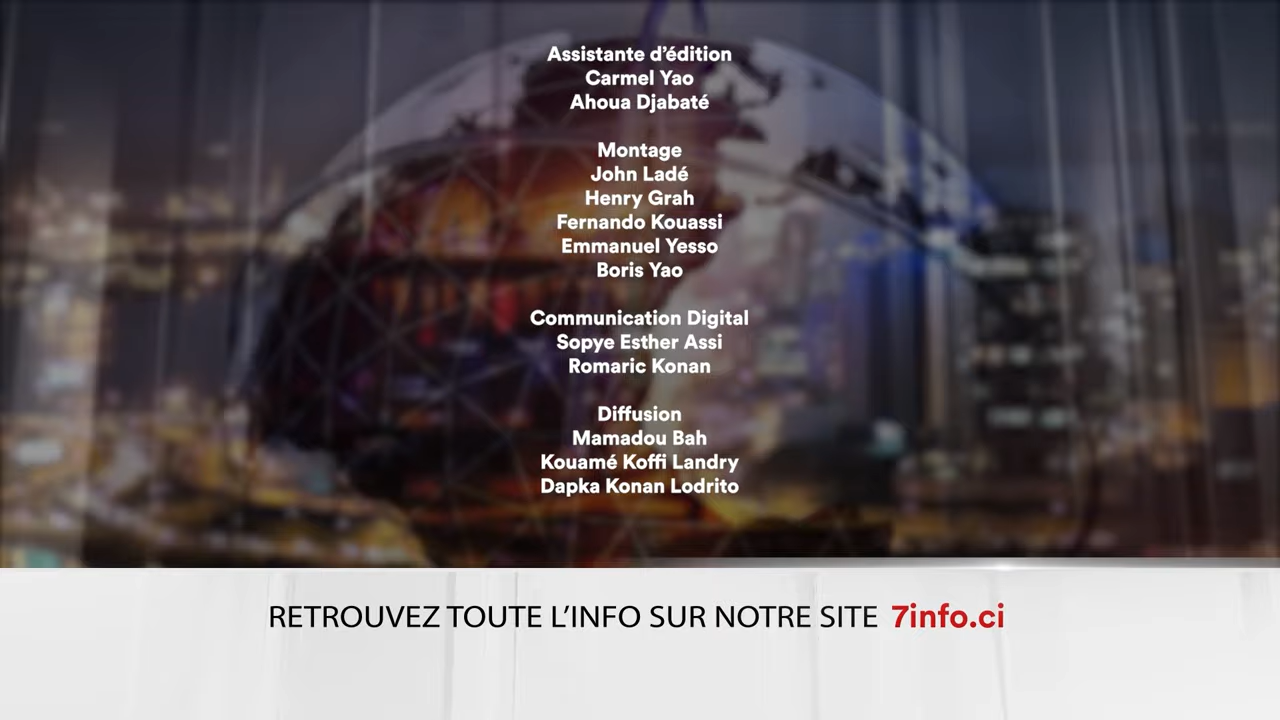 Assistante d’édition
Carmel Yao
Ahoua Djabaté
Montage
John Ladé
Henry Grah
Fernando Kouassi
Emmanuel Yesso
Boris Yao
Communication Digital
Sopye Esther Assi
Romaric Konan
Diffusion
Mamadou Bah
Kouamé Koffi Landry
Dapka Konan Lodrito
RETROUVEZ TOUTE L’INFO SUR NOTRE SITE 7info.ci